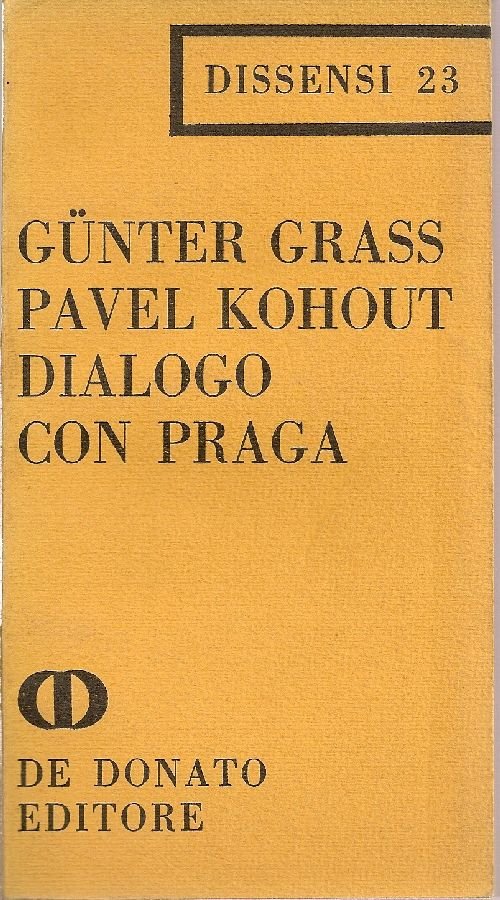 DISSENSI 23
GÜNTER GRASS
PAVEL KOHOUT
DIALOGO
CON PRAGA
DE DONATO
EDITORE